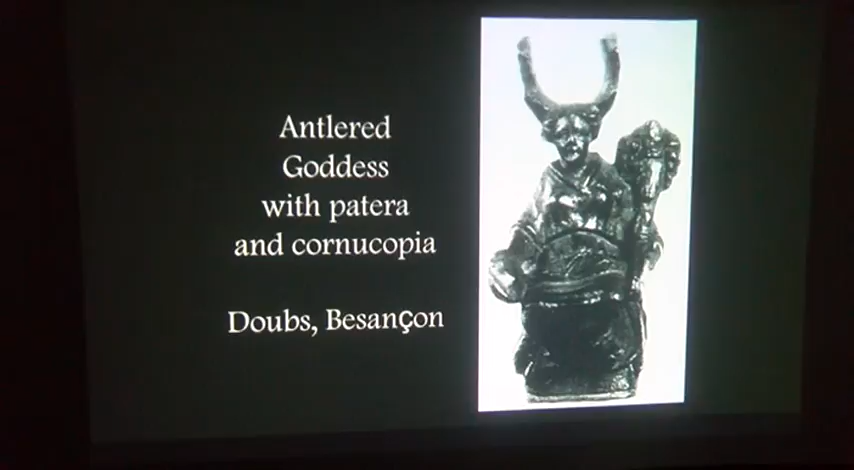 Antlered
Goddess
with patera
and cornucopia
Doubs, Besançon